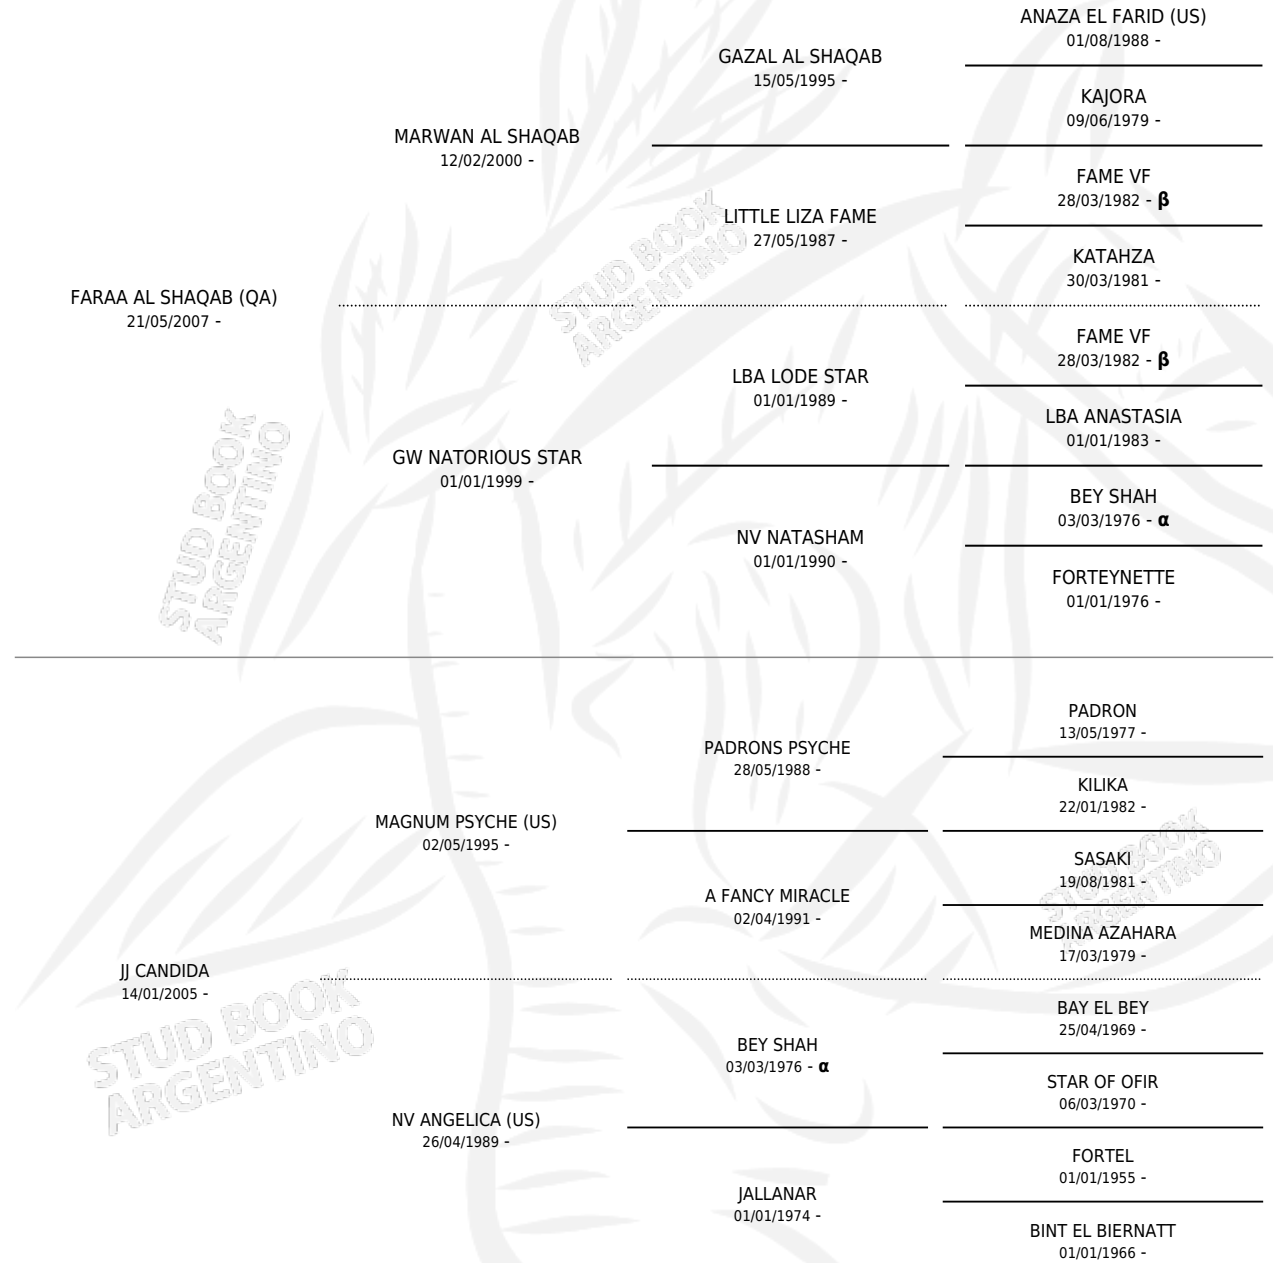 ANAZA EL FARID (US)
01/08/1988 -
GAZAL AL SHAQAB
15/05/1995 -
KAJORA
09/06/1979 -
MARWAN AL SHAQAB
12/02/2000 -
FAME VF
28/03/1982 - β
LITTLE LIZA FAME
27/05/1987 -
KATAHZA
30/03/1981 -
FARAA AL SHAQAB (QA)
21/05/2007 -
FAME VF
28/03/1982 - β
LBA LODE STAR
01/01/1989 -
LBA ANASTASIA
01/01/1983 -
GW NATORIOUS STAR
01/01/1999 -
BEY SHAH
03/03/1976 - α
NV NATASHAM
01/01/1990 -
FORTEYNETTE
01/01/1976 -
PADRON
13/05/1977 -
PADRONS PSYCHE
28/05/1988 -
KILIKA
22/01/1982 -
MAGNUM PSYCHE (US)
02/05/1995 -
SASAKI
19/08/1981 -
A FANCY MIRACLE
02/04/1991 -
MEDINA AZAHARA
17/03/1979 -
JJ CANDIDA
14/01/2005 -
BAY EL BEY
25/04/1969 -
BEY SHAH
03/03/1976 - α
STAR OF OFIR
06/03/1970 -
NV ANGELICA (US)
26/04/1989 -
FORTEL
01/01/1955 -
JALLANAR
01/01/1974 -
BINT EL BIERNATT
01/01/1966 -
STUD BOOK
ARGENTINO
STUD BOOK
ARGENTINO
STUD BOOK
ARGENTINO
STUD BOOK
ARGENTINO